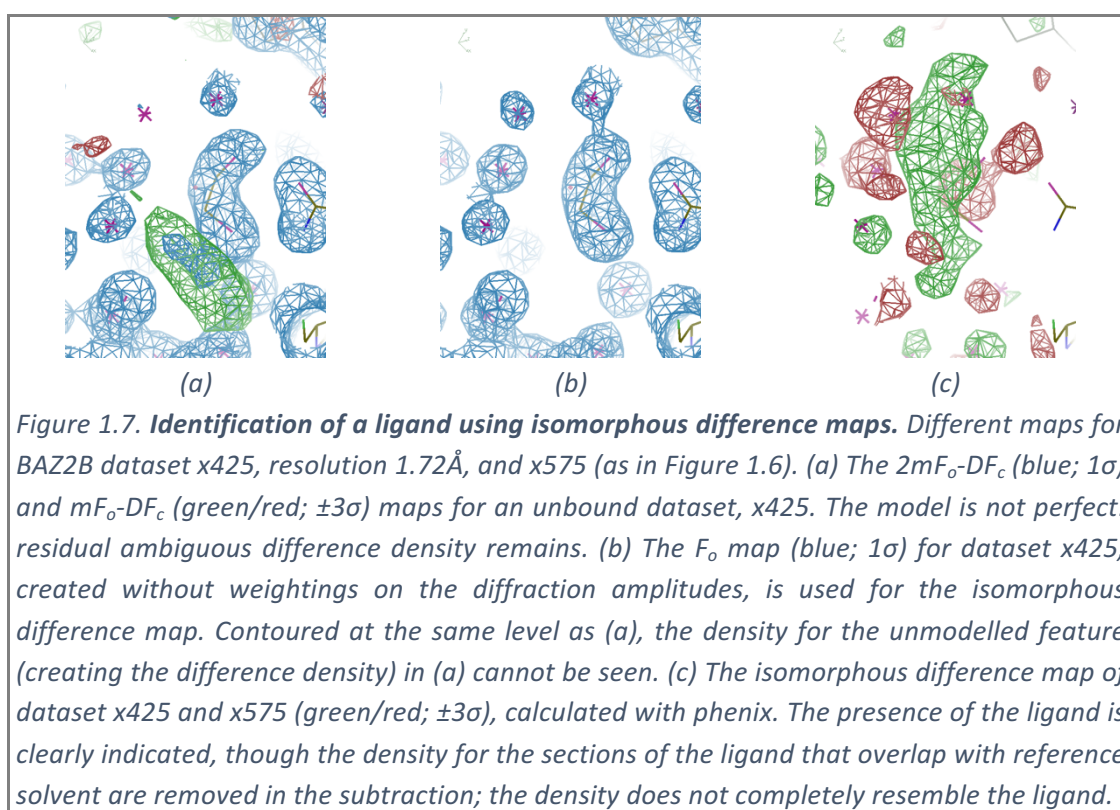 (a) (b) (c)
Figure 1.7. Identification of a ligand using isomorphous difference maps. Different maps for
BAZ2B dataset x425, resolution 1.72Å, and x575 (as in Figure 1.6). (a) The 2mFo-DFc (blue; 1σ)
and mFo-DFc (green/red; ±3σ) maps for an unbound dataset, x425. The model is not perfect:
residual ambiguous difference density remains. (b) The Fo map (blue; 1σ) for dataset x425,
created without weightings on the diffraction amplitudes, is used for the isomorphous
difference map. Contoured at the same level as (a), the density for the unmodelled feature
(creating the difference density) in (a) cannot be seen. (c) The isomorphous difference map of
dataset x425 and x575 (green/red; ±3σ), calculated with phenix. The presence of the ligand is
clearly indicated, though the density for the sections of the ligand that overlap with reference
solvent are removed in the subtraction; the density does not completely resemble the ligand.